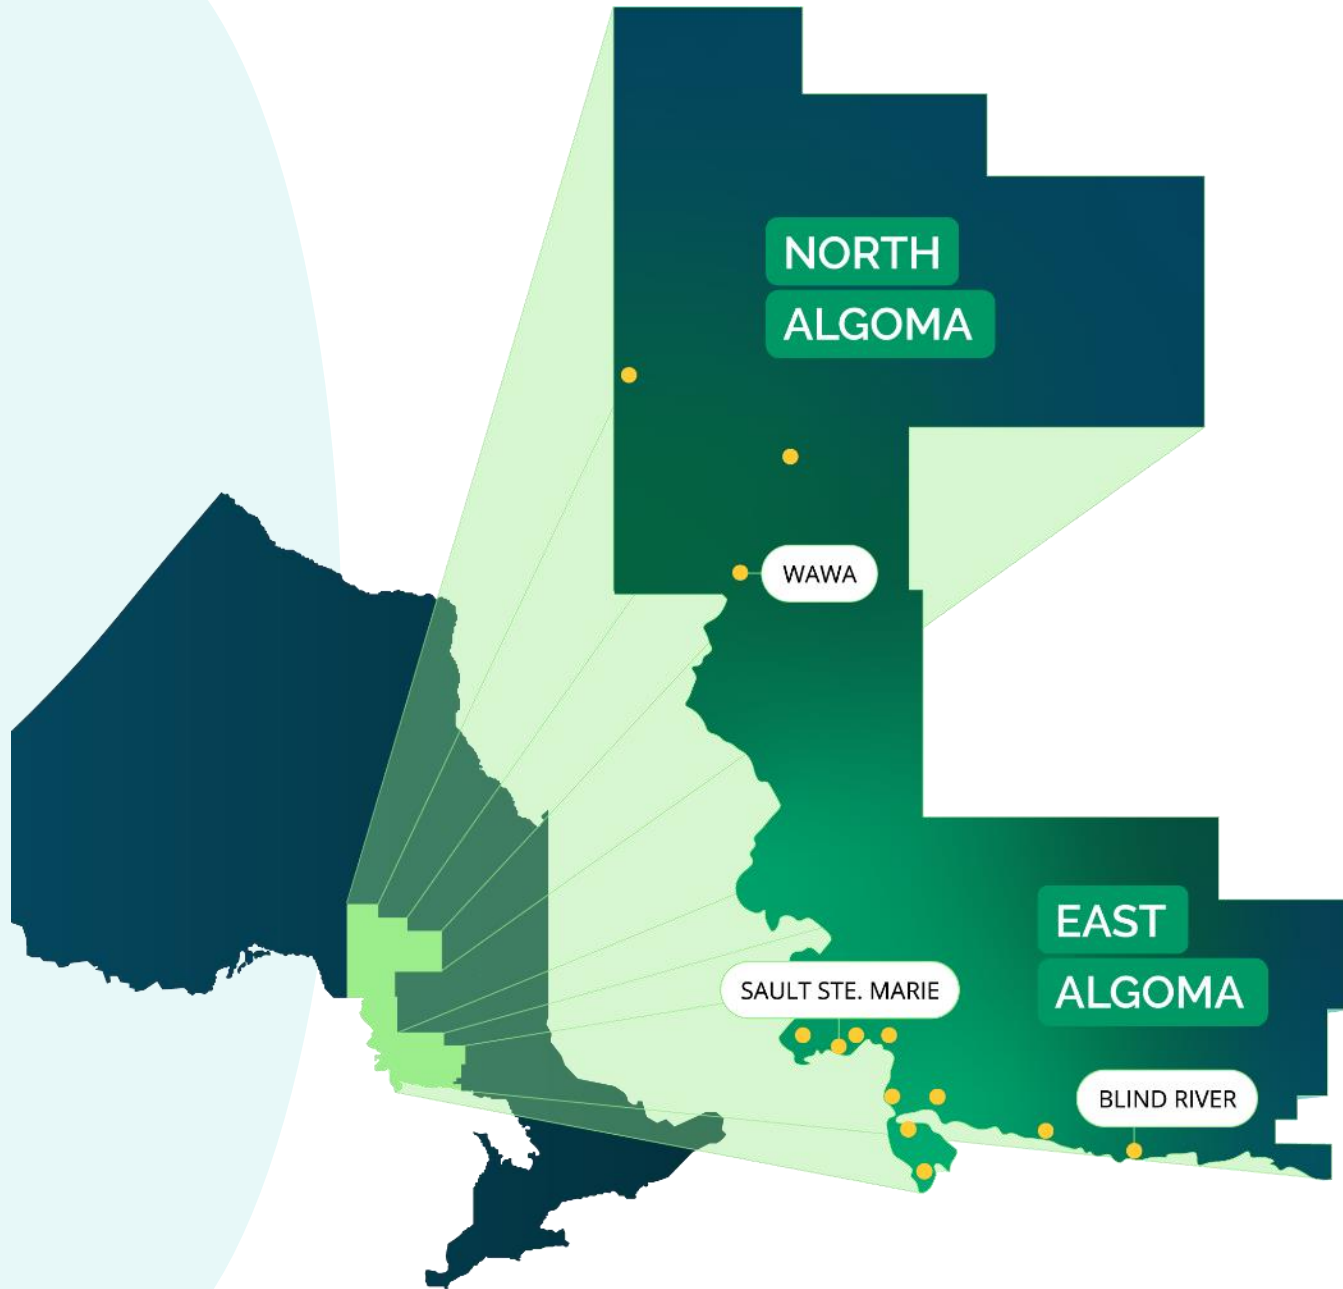 NORTH
ALGOMA
WAWA
EAST
ALGOMA
SAULT STE. MARIE
BLIND RIVER